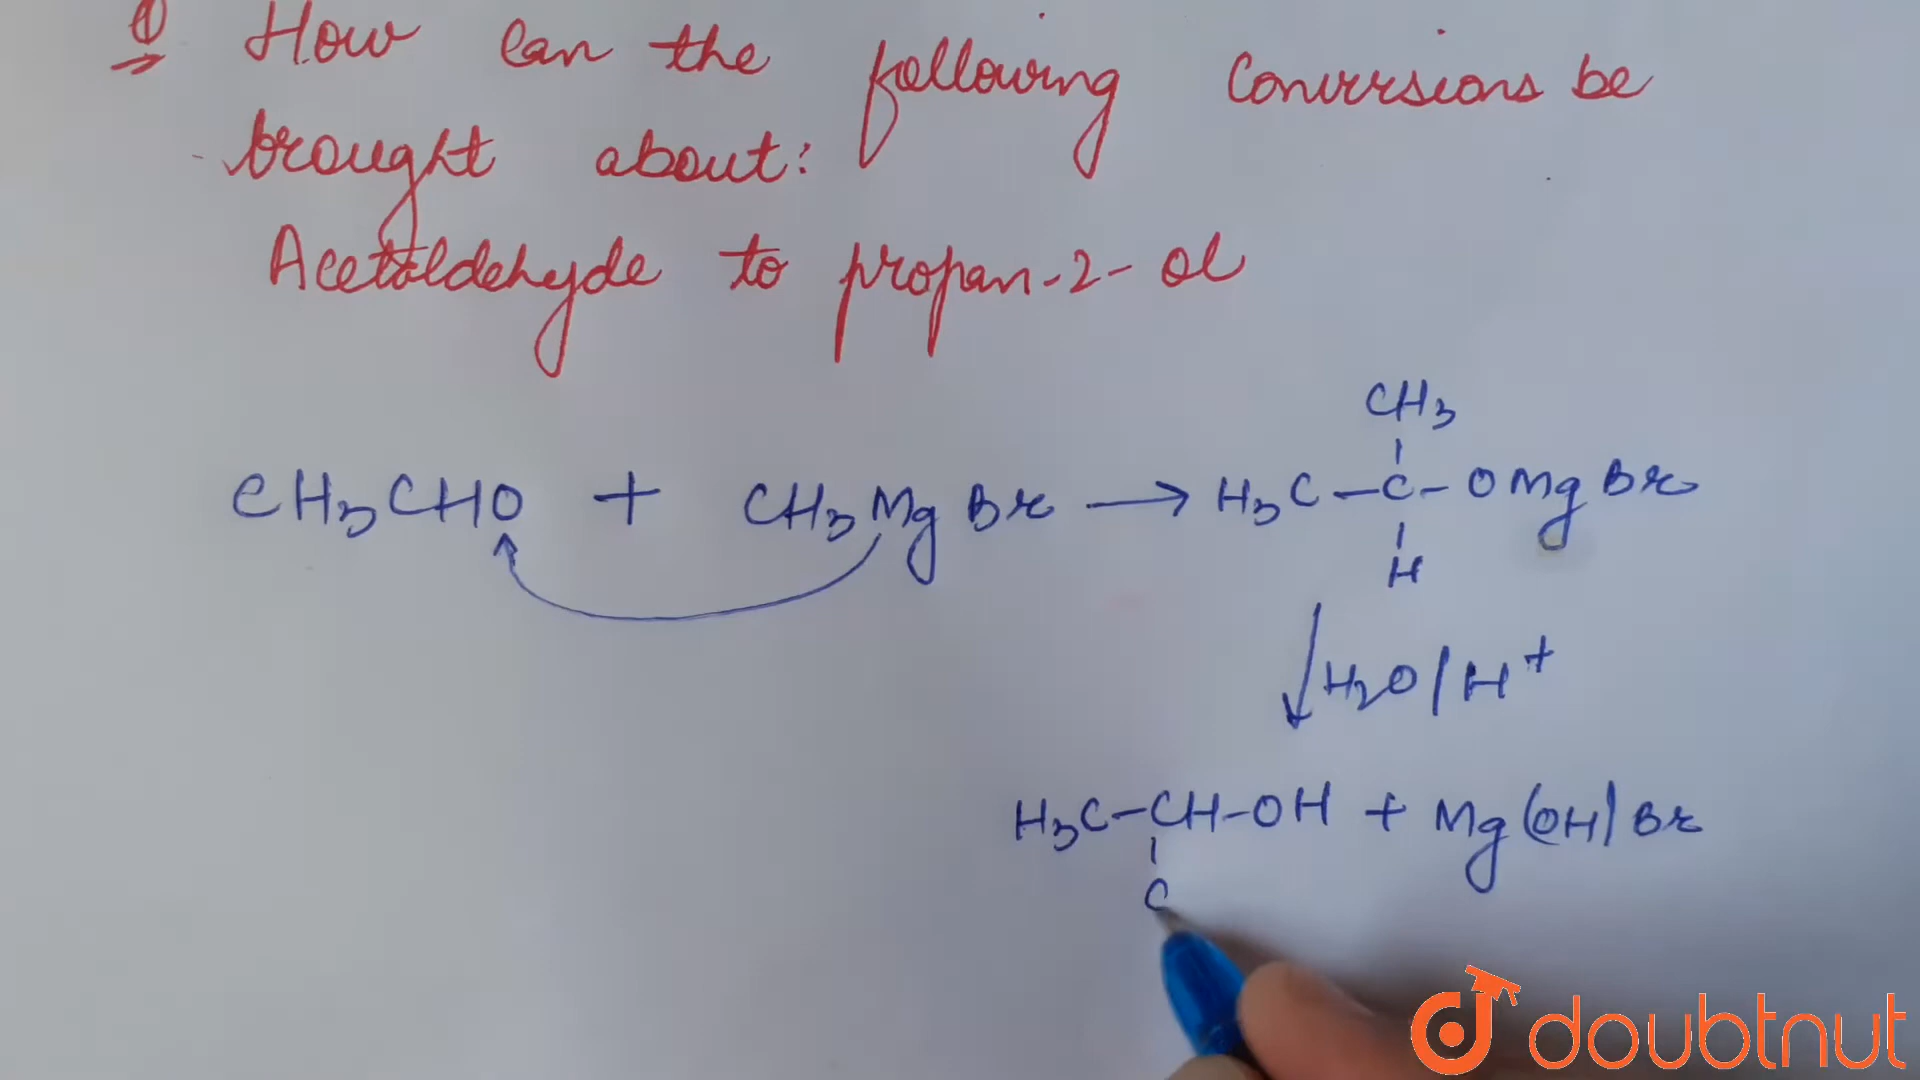 Q How can the following conversions be
brought about:
Acetaldehyde to propan-2-ol
CH3
CH3CHO + CH3MgBr → H3C-C-OMgBr
H
H2O/H+
H3C-CH-OH + Mg(OH)Br
C
doubtnut